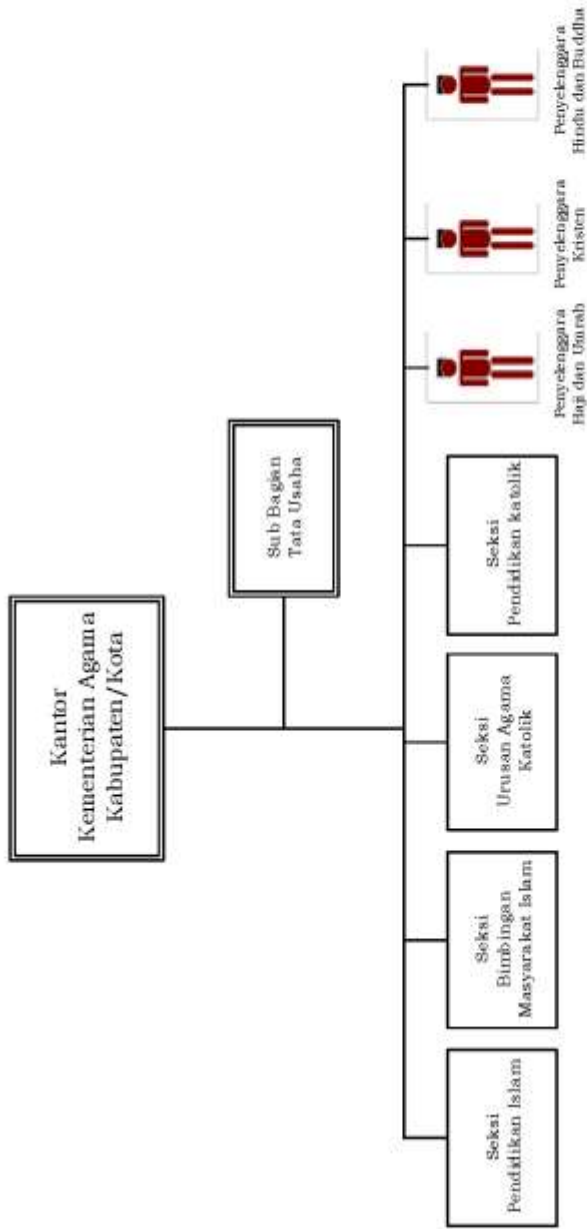 Kantor
Kementerian Agama
Kabupaten/Kota
Sub Bagian
Tata Usaha
Seksi
Pendidikan Islam
Seksi
Bimbingan
Masyarakat Islam
Seksi
Urusan Agama
Katolik
Seksi
Pendidikan katolik
Penyelenggara
Haji dan Umrah
Penyelenggara
Kristen
Penyelenggara
Hindu dan Buddha